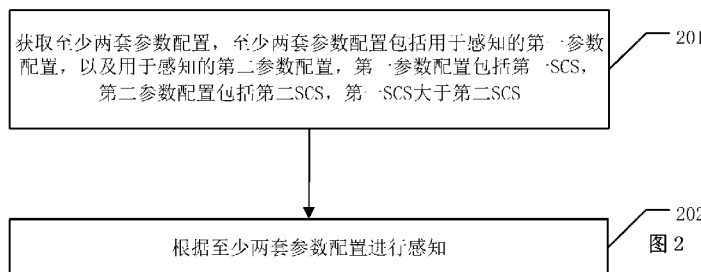 获取至少两套参数配置，至少两套参数配置包括用于感知的第一参数
配置，以及用于感知的第二参数配置，第一参数配置包括第一SCS，
第二参数配置包括第二SCS，第一SCS大于第二SCS
201
根据至少两套参数配置进行感知
202
图 2